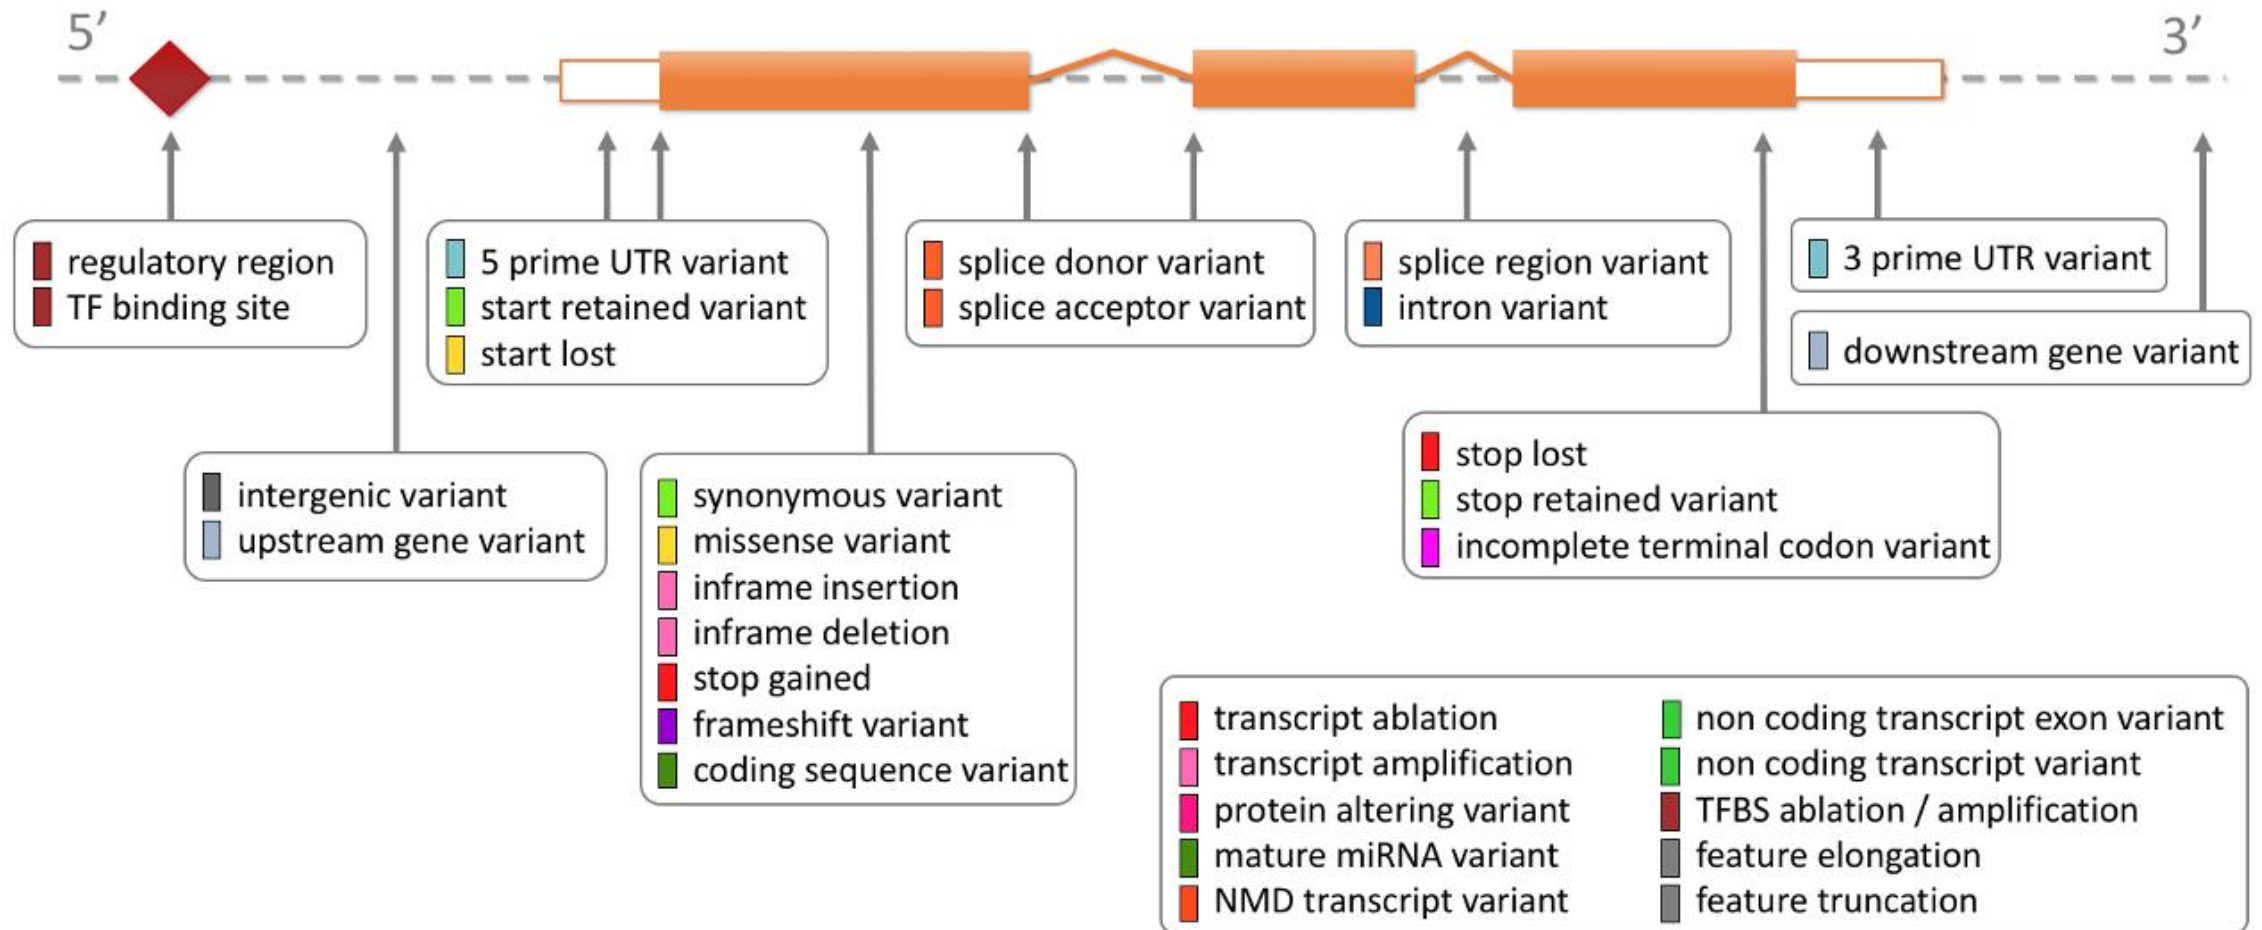 5′
3′
regulatory region
TF binding site
5 prime UTR variant
start retained variant
start lost
splice donor variant
splice acceptor variant
splice region variant
intron variant
3 prime UTR variant
downstream gene variant
intergenic variant
upstream gene variant
synonymous variant
missense variant
inframe insertion
inframe deletion
stop gained
frameshift variant
coding sequence variant
stop lost
stop retained variant
incomplete terminal codon variant
transcript ablation
transcript amplification
protein altering variant
mature miRNA variant
NMD transcript variant
non coding transcript exon variant
non coding transcript variant
TFBS ablation / amplification
feature elongation
feature truncation